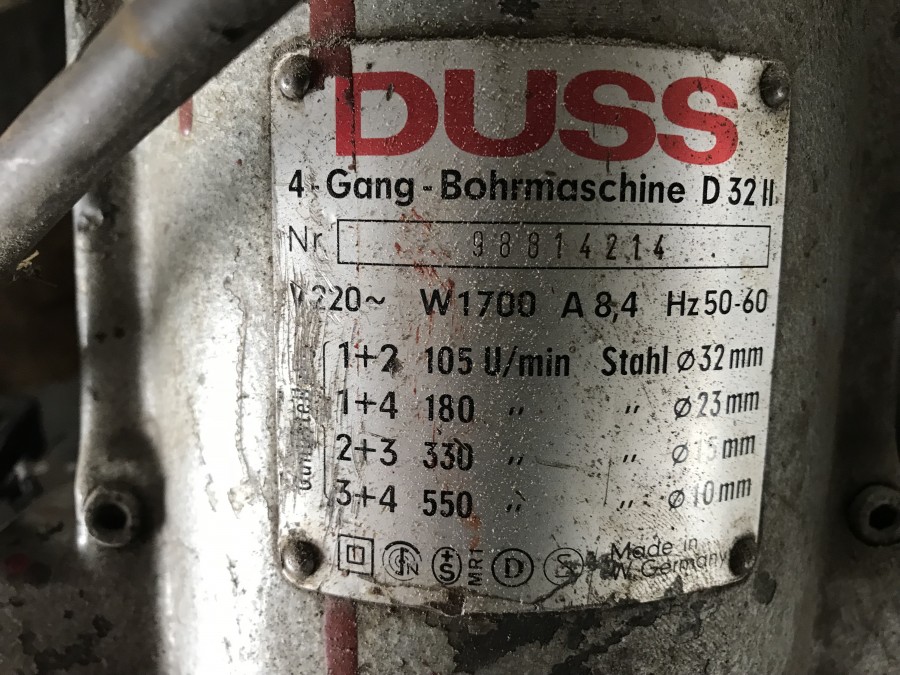 DUSS
4-Gang-Bohrmaschine D 32 II
Nr. 98814214
V 220~ W 1700 A 8,4 Hz 50-60
1+2 105 U/min Stahl ø 32 mm
1+4 180 〃 〃 ø 23 mm
2+3 330 〃 〃 ø 15 mm
3+4 550 〃 〃 ø 10 mm
MR1 D S Made in
W. Germany